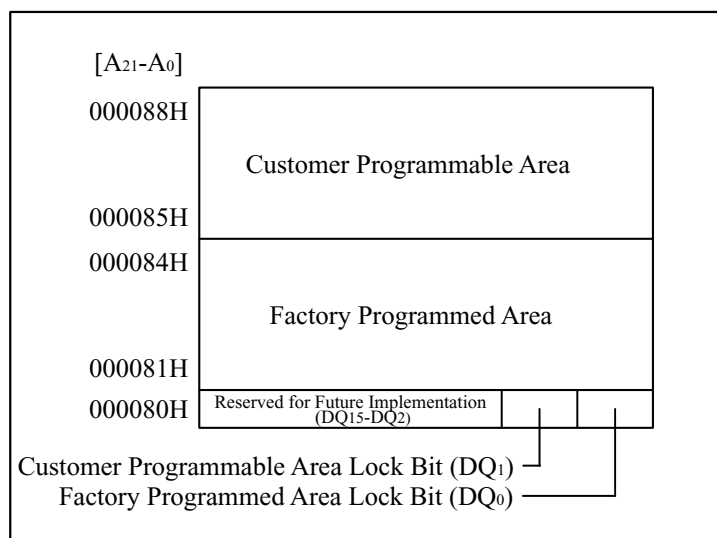 [A21-A0]
000088H
Customer Programmable Area
000085H
000084H
Factory Programmed Area
000081H
000080H
Reserved for Future Implementation
(DQ15-DQ2)
Customer Programmable Area Lock Bit (DQ1)
Factory Programmed Area Lock Bit (DQ0)